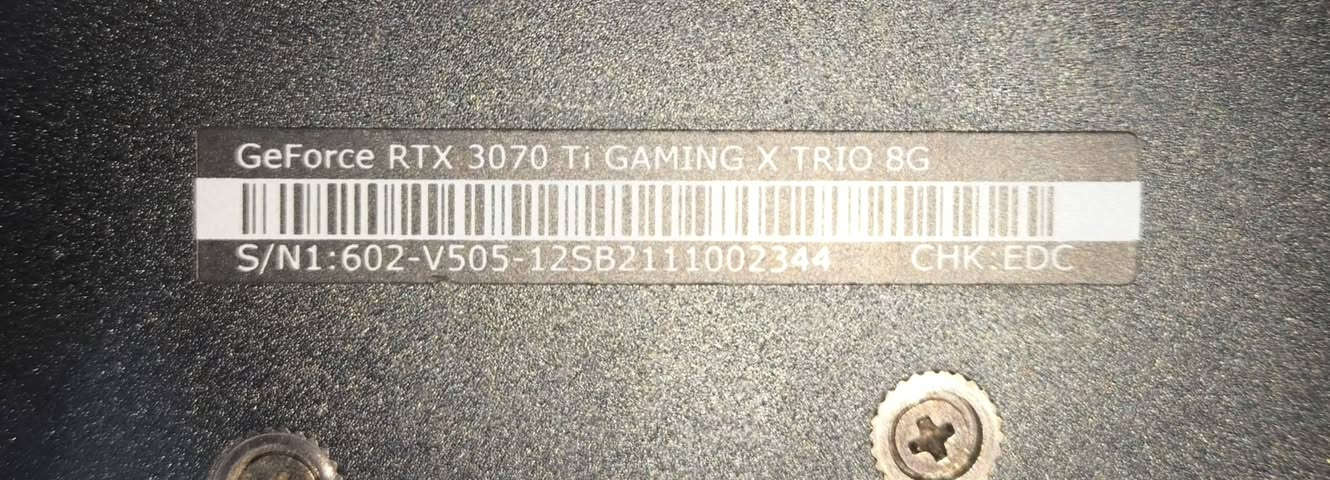 GeForce RTX 3070 Ti GAMING X TRIO 8G
S/N1:602-V505-12SB2111002344 CHK:EDC